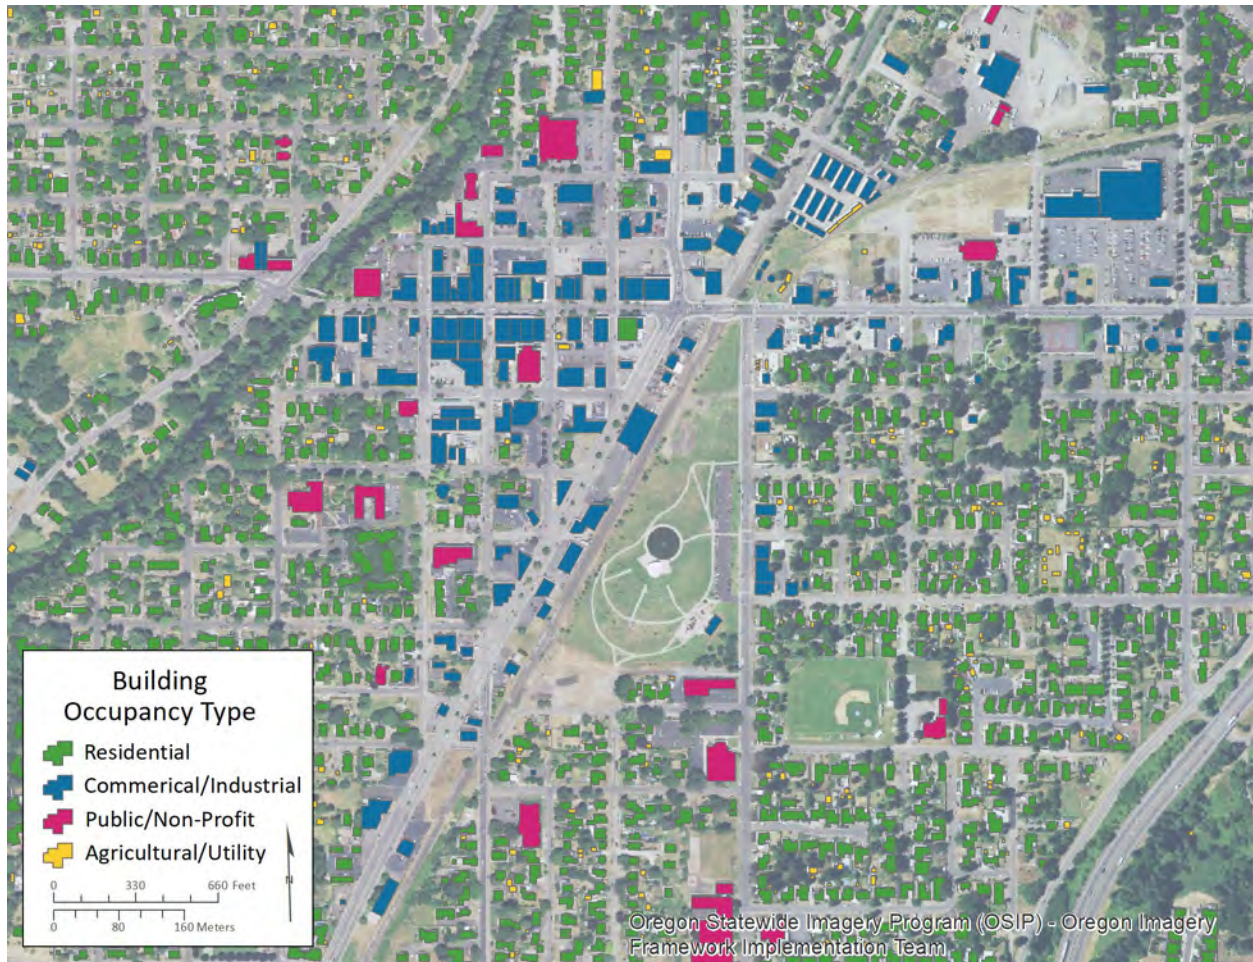 Building
Occupancy Type
Residential
Commerical/Industrial
Public/Non-Profit
Agricultural/Utility
0 330 660 Feet
0 80 160 Meters
N
Oregon Statewide Imagery Program (OSIP) - Oregon Imagery
Framework Implementation Team